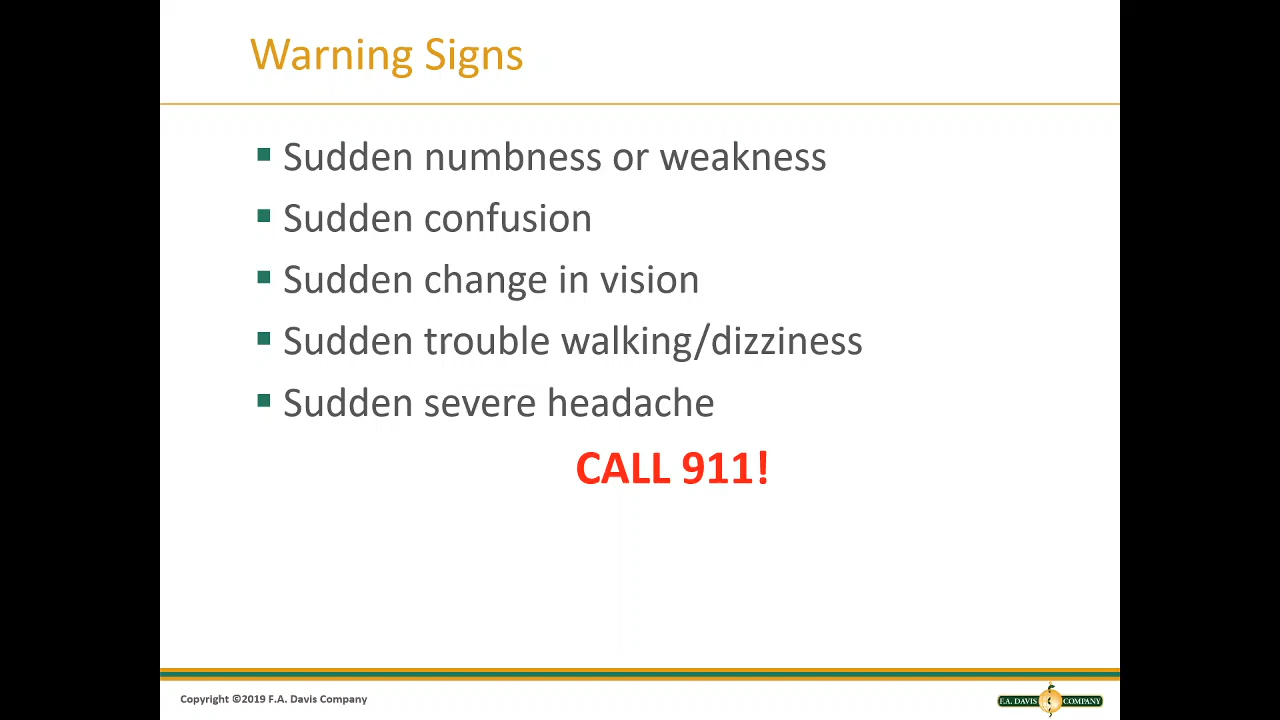 Warning Signs
Sudden numbness or weakness
Sudden confusion
Sudden change in vision
Sudden trouble walking/dizziness
Sudden severe headache
CALL 911!
Copyright ©2019 F.A. Davis Company
F.A. DAVIS COMPANY